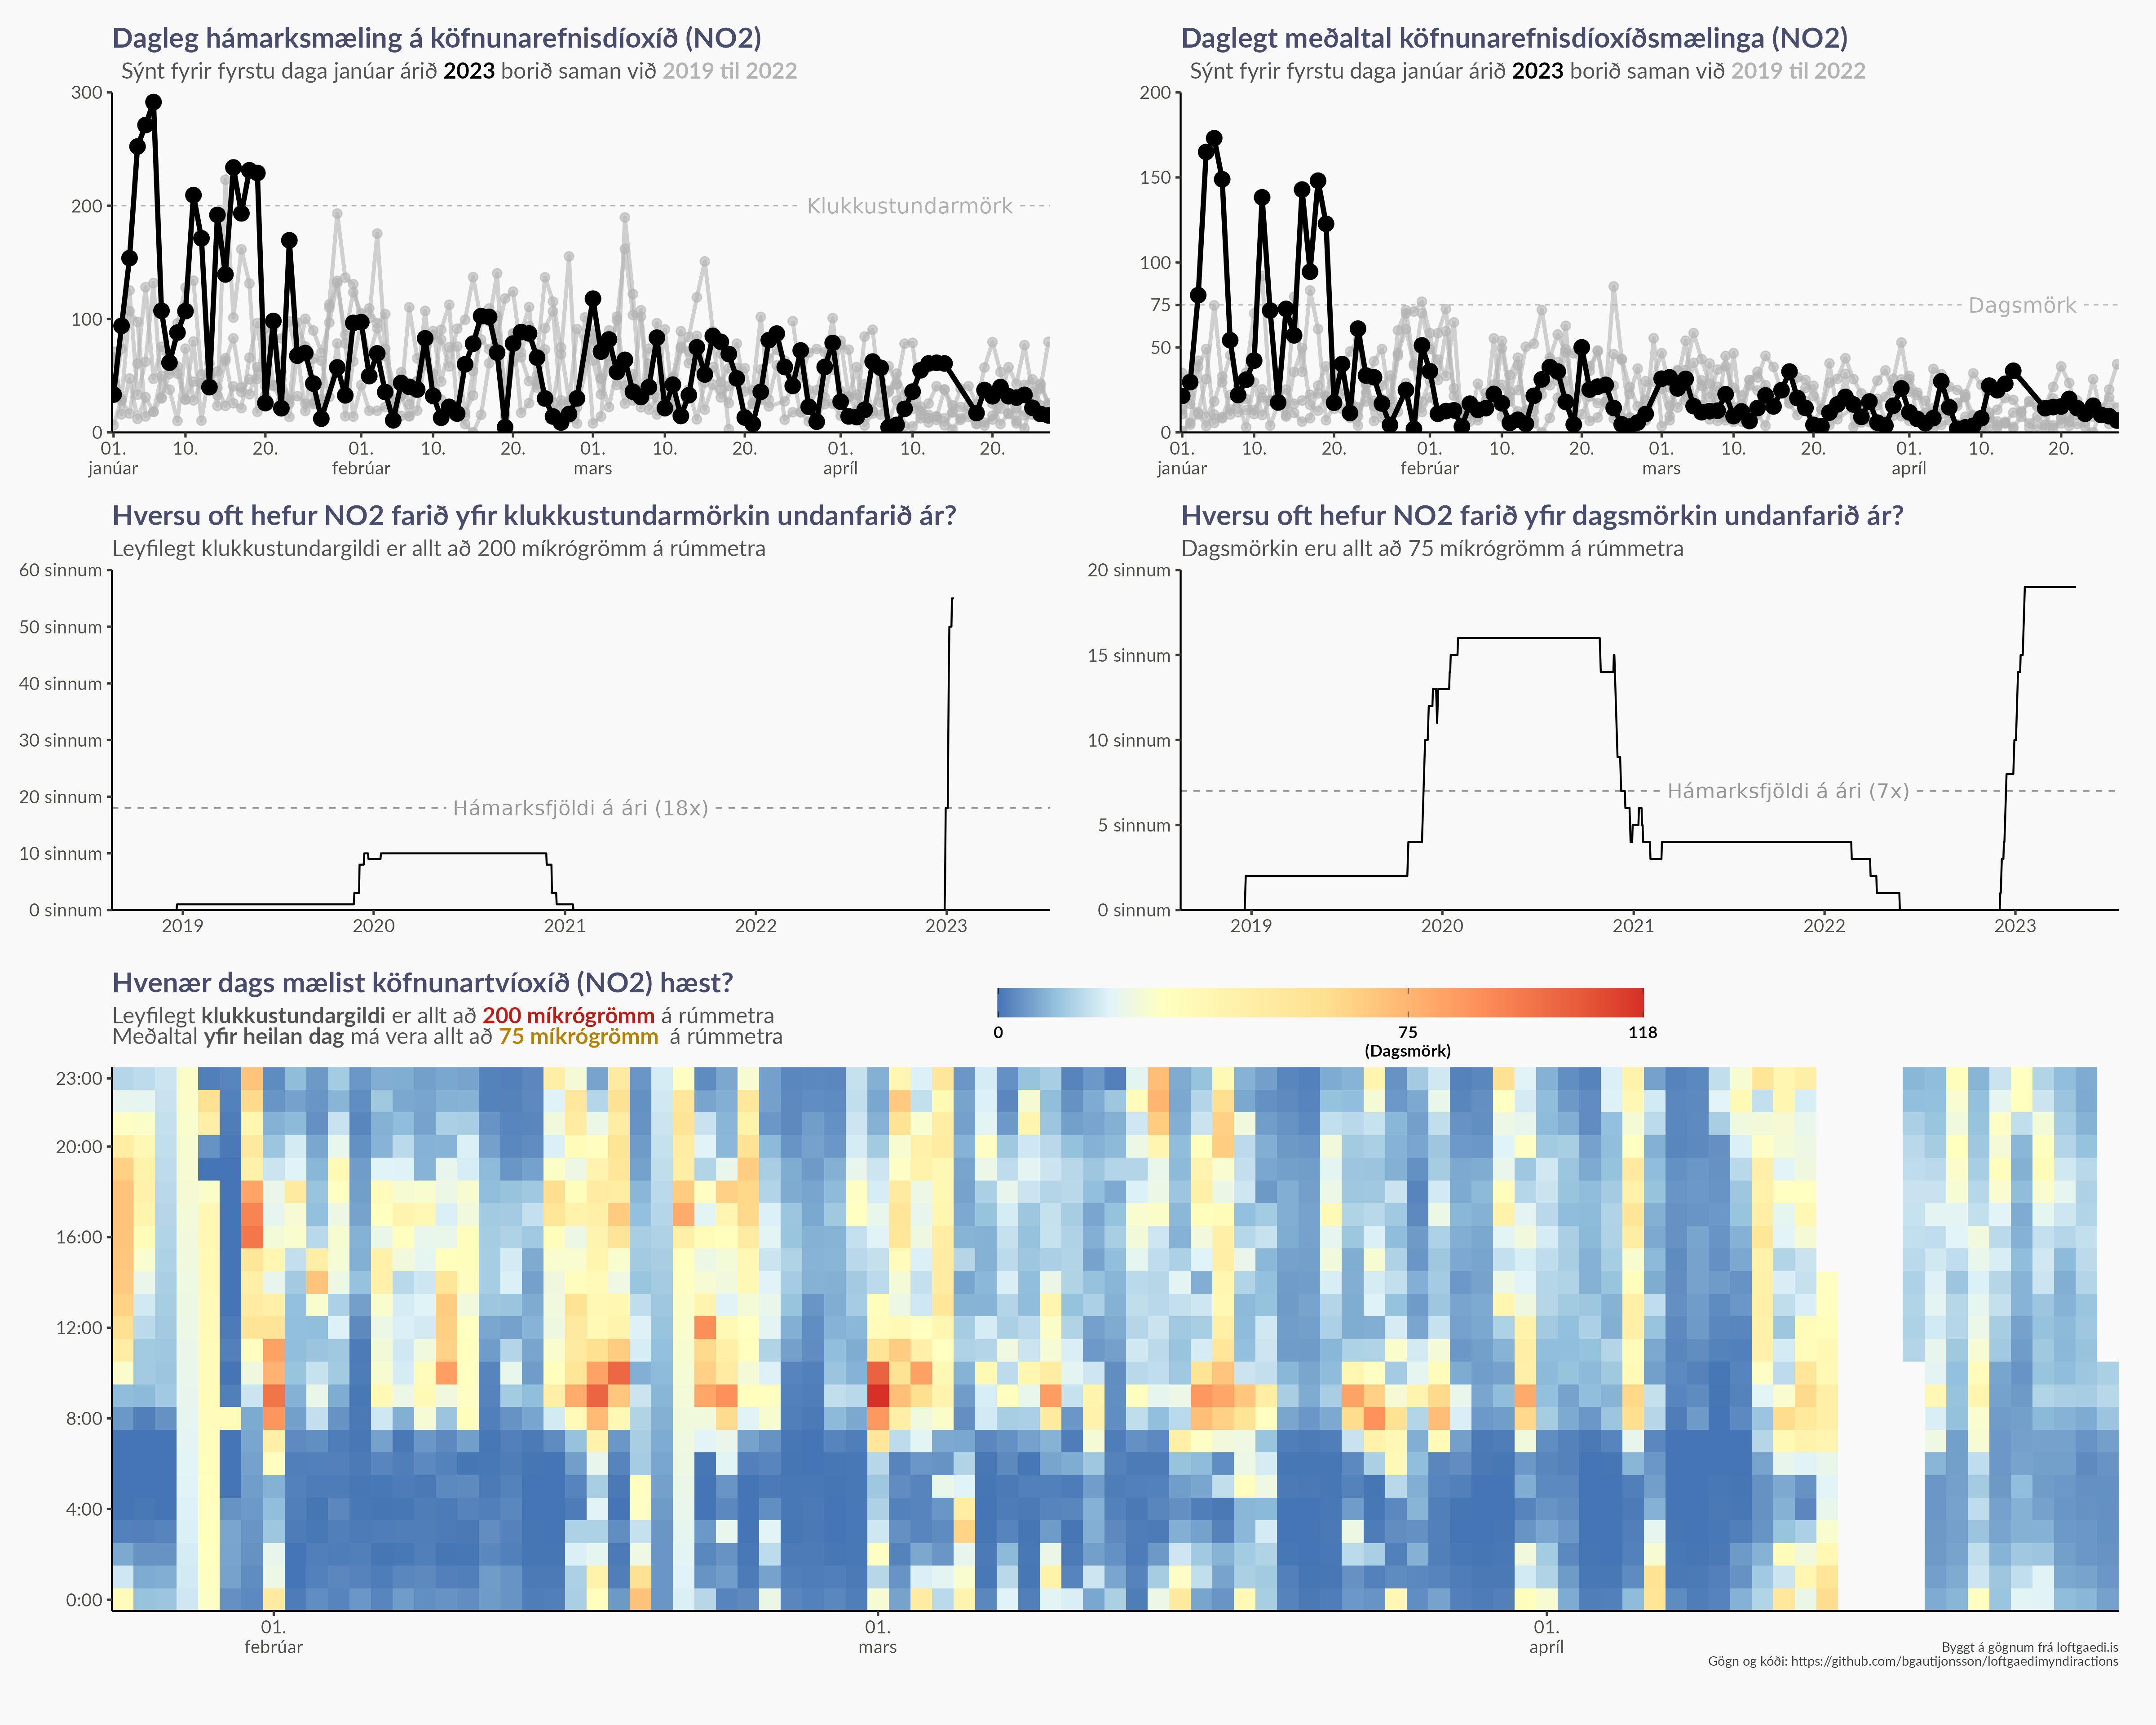 Dagleg hámarksmæling á köfnunarefnisdíoxíð (NO2)
Sýnt fyrir fyrstu daga janúar árið 2023 borið saman við 2019 til 2022
300
200
100
0
Klukkustundarmörk
01. 10. 20. 01. 10. 20. 01. 10. 20. 01. 10. 20.
janúar febrúar mars apríl
Daglegt meðaltal köfnunarefnisdíoxíðsmælinga (NO2)
Sýnt fyrir fyrstu daga janúar árið 2023 borið saman við 2019 til 2022
200
150
100
75
50
0
Dagsmörk
01. 10. 20. 01. 10. 20. 01. 10. 20. 01. 10. 20.
janúar febrúar mars apríl
Hversu oft hefur NO2 farið yfir klukkustundarmörkin undanfarið ár?
Leyfilegt klukkustundargildi er allt að 200 míkrógrömm á rúmmetra
60 sinnum
50 sinnum
40 sinnum
30 sinnum
20 sinnum
10 sinnum
0 sinnum
Hámarksfjöldi á ári (18x)
2019 2020 2021 2022 2023
Hversu oft hefur NO2 farið yfir dagsmörkin undanfarið ár?
Dagsmörkin eru allt að 75 míkrógrömm á rúmmetra
20 sinnum
15 sinnum
10 sinnum
5 sinnum
0 sinnum
Hámarksfjöldi á ári (7x)
2019 2020 2021 2022 2023
Hvenær dags mælist köfnunartvíoxíð (NO2) hæst?
Leyfilegt klukkustundargildi er allt að 200 míkrógrömm á rúmmetra
Meðaltal yfir heilan dag má vera allt að 75 míkrógrömm á rúmmetra
0 75 118
(Dagsmörk)
23:00
20:00
16:00
12:00
8:00
4:00
0:00
01. 01. 01.
febrúar mars apríl
Byggt á gögnum frá loftgaedi.is
Gögn og kóði: https://github.com/bgautijonsson/loftgaedimyndiractions